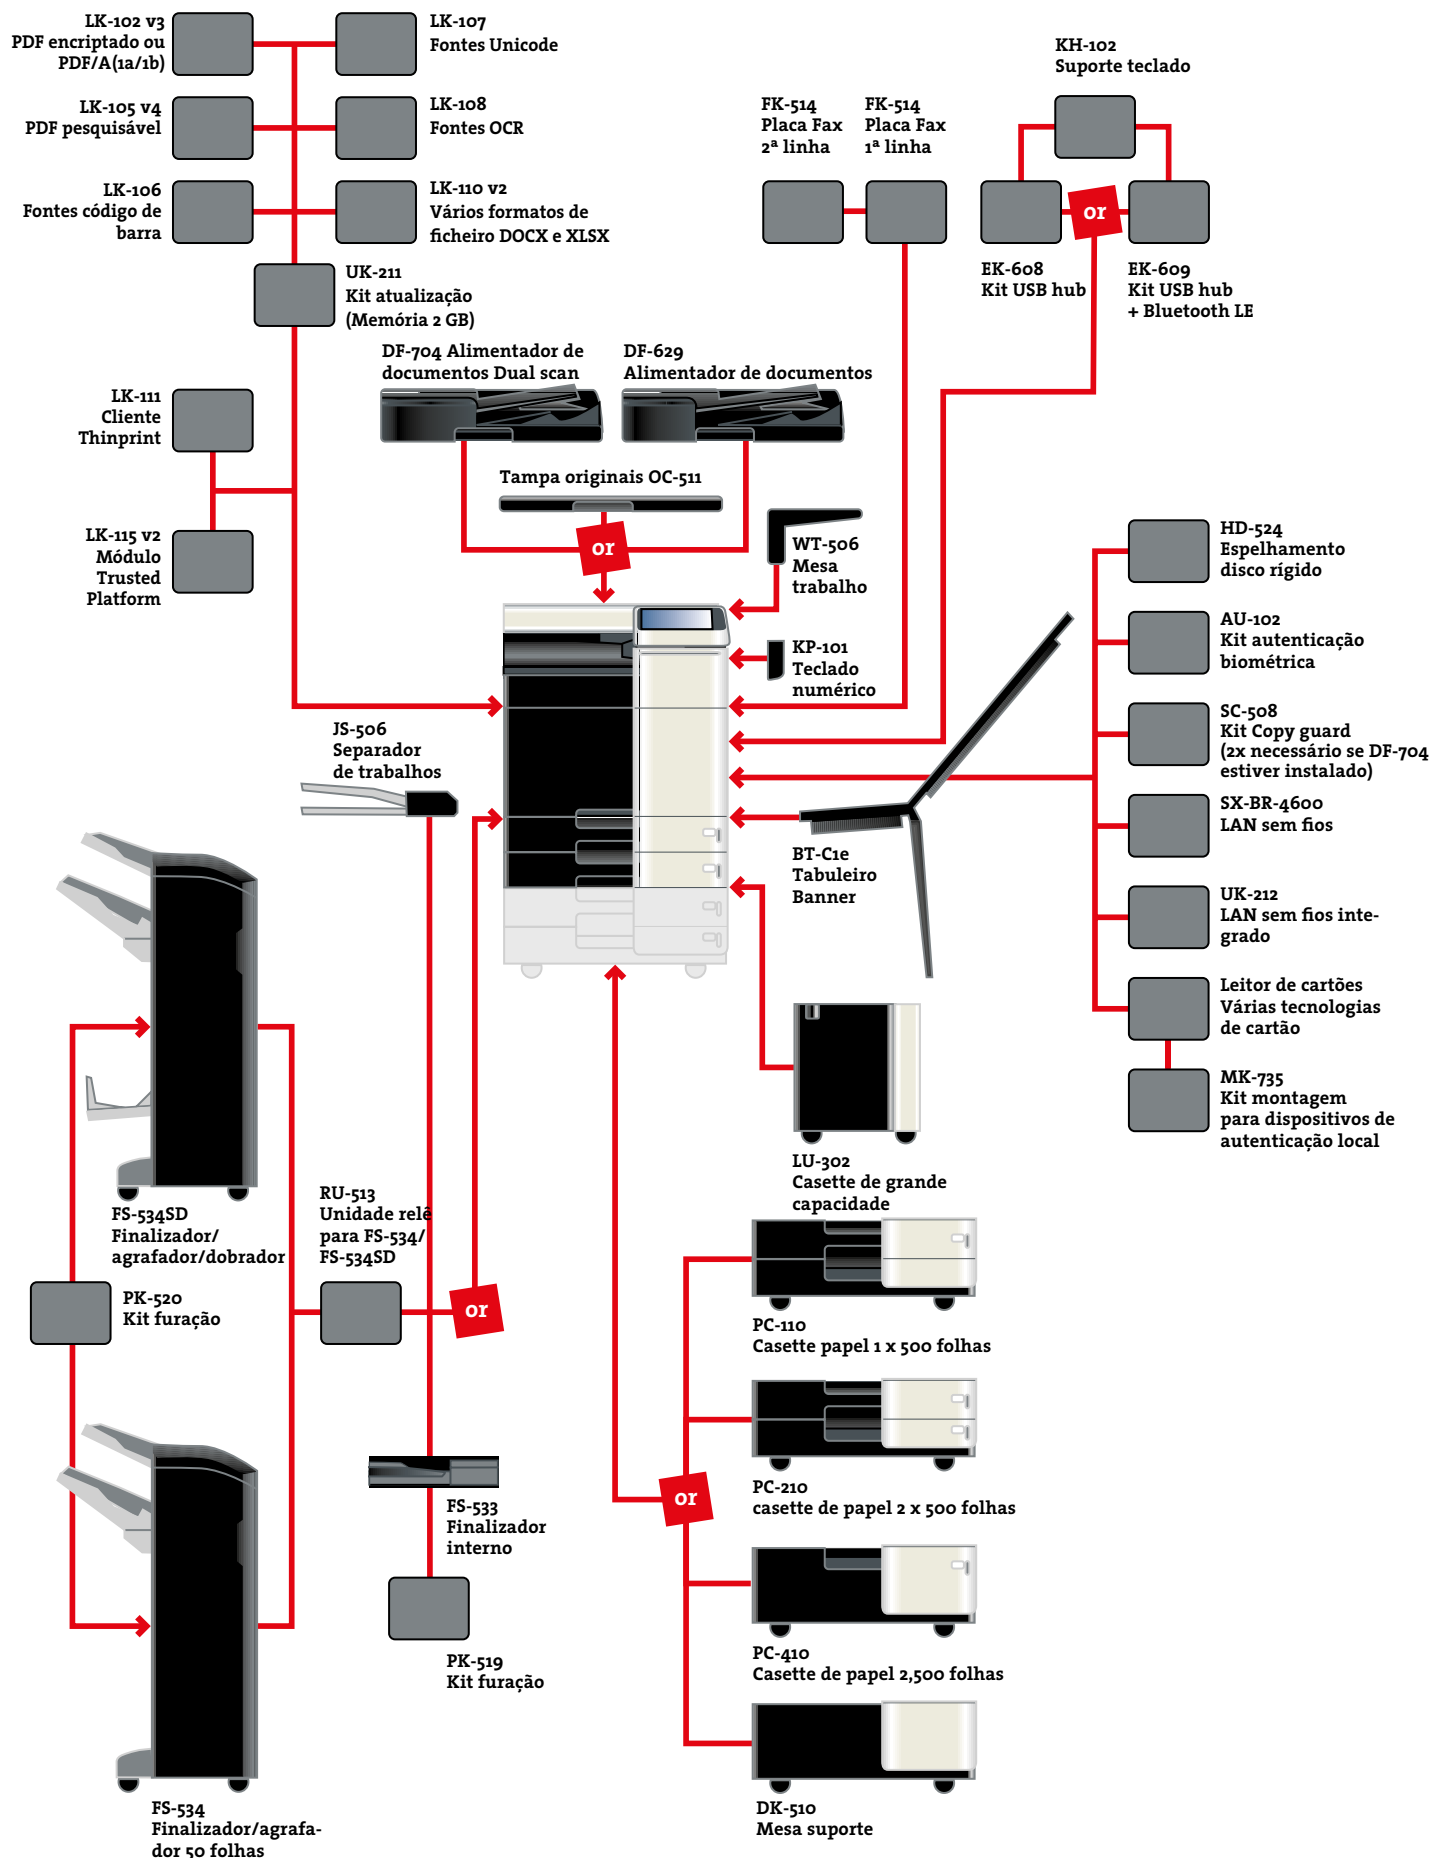 LK-102 v3
PDF encriptado ou
PDF/A(1a/1b)
LK-107
Fontes Unicode
LK-105 v4
PDF pesquisável
LK-108
Fontes OCR
LK-106
Fontes código de
barra
LK-110 v2
Vários formatos de
ficheiro DOCX e XLSX
UK-211
Kit atualização
(Memória 2 GB)
FK-514
Placa Fax
2ª linha
FK-514
Placa Fax
1ª linha
KH-102
Suporte teclado
or
EK-608
Kit USB hub
EK-609
Kit USB hub
+ Bluetooth LE
LK-111
Cliente
Thinprint
LK-115 v2
Módulo
Trusted
Platform
DF-704 Alimentador de
documentos Dual scan
DF-629
Alimentador de documentos
Tampa originais OC-511
or
WT-506
Mesa
trabalho
KP-101
Teclado
numérico
HD-524
Espelhamento
disco rígido
AU-102
Kit autenticação
biométrica
SC-508
Kit Copy guard
(2x necessário se DF-704
estiver instalado)
SX-BR-4600
LAN sem fios
UK-212
LAN sem fios inte-
grado
Leitor de cartões
Várias tecnologias
de cartão
MK-735
Kit montagem
para dispositivos de
autenticação local
JS-506
Separador
de trabalhos
BT-C1e
Tabuleiro
Banner
LU-302
Casette de grande
capacidade
FS-534SD
Finalizador/
agrafador/dobrador
RU-513
Unidade relê
para FS-534/
FS-534SD
PK-520
Kit furação
or
PC-110
Casette papel 1 x 500 folhas
PC-210
casette de papel 2 x 500 folhas
or
FS-533
Finalizador
interno
PK-519
Kit furação
PC-410
Casette de papel 2,500 folhas
DK-510
Mesa suporte
FS-534
Finalizador/agrafa-
dor 50 folhas